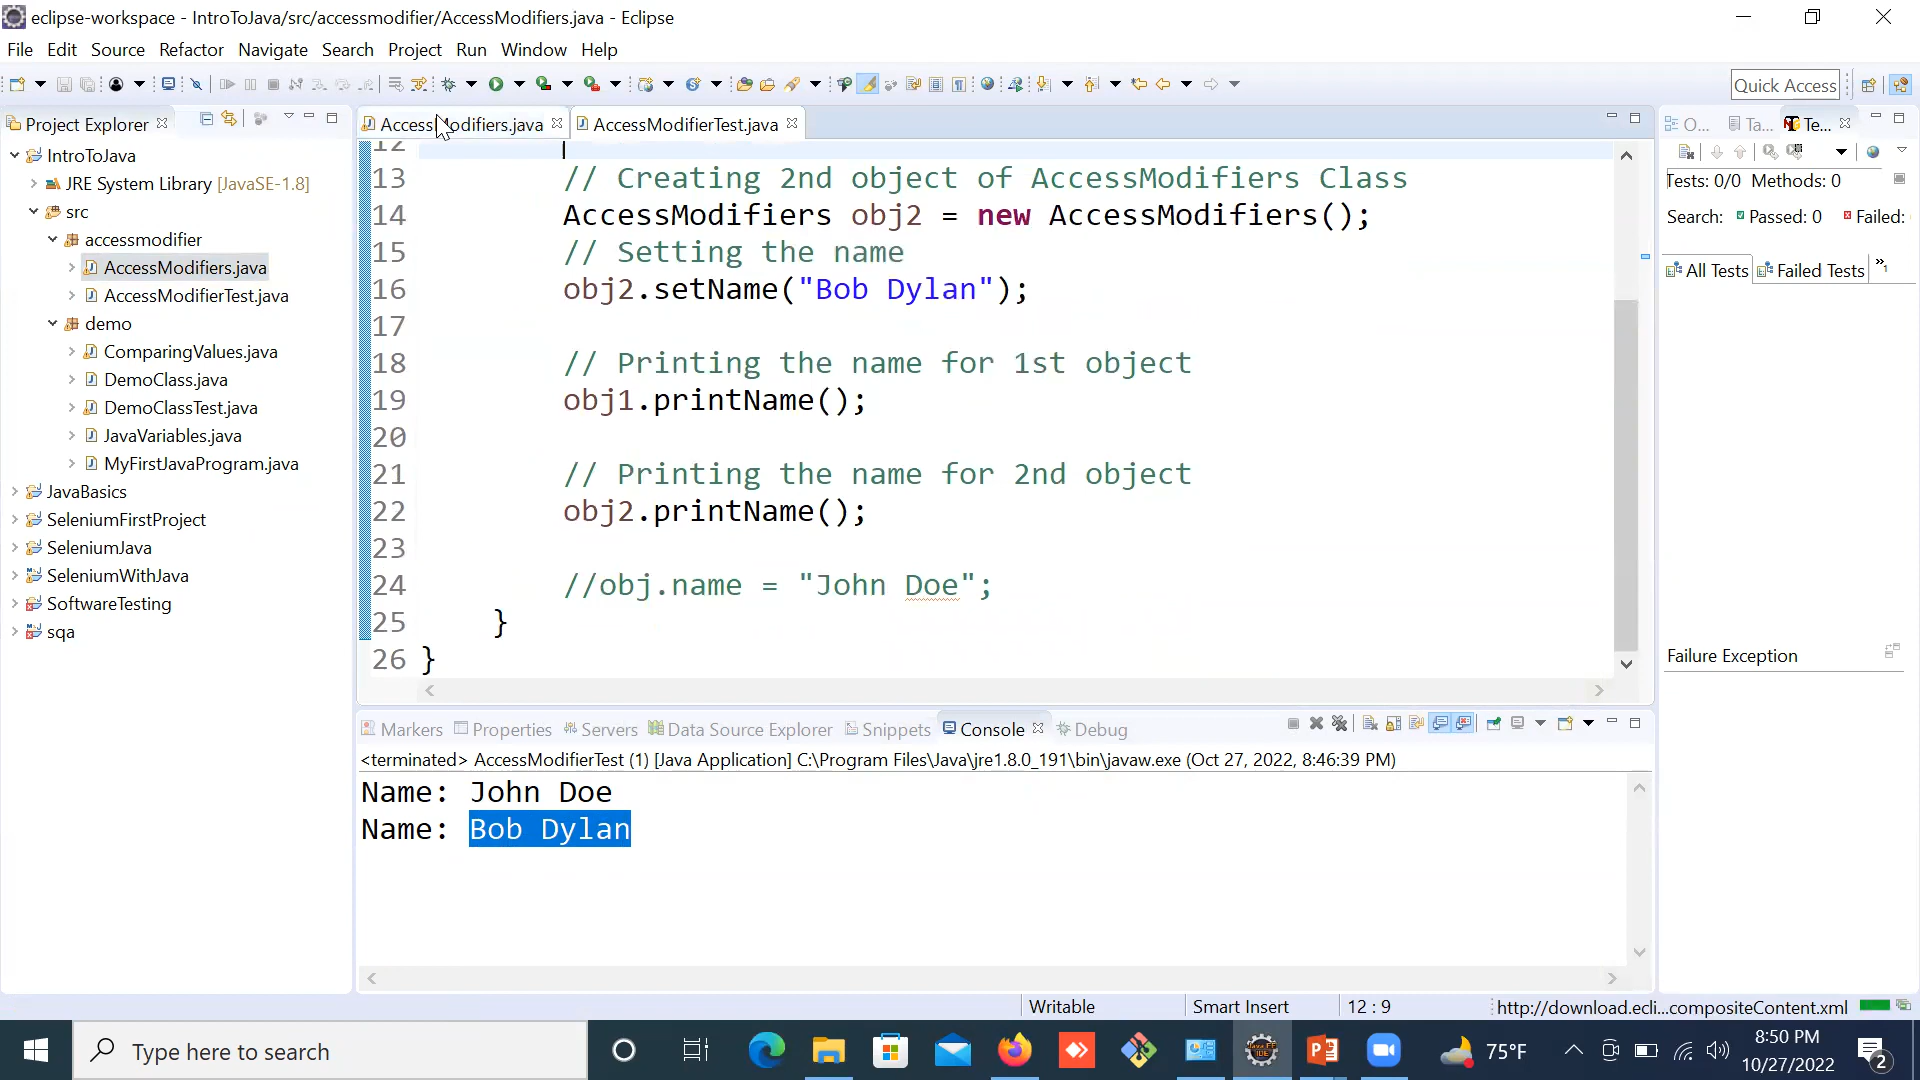 eclipse-workspace - IntroToJava/src/accessmodifier/AccessModifiers.java - Eclipse
File Edit Source Refactor Navigate Search Project Run Window Help
Quick Access
Project Explorer
IntroToJava
JRE System Library [JavaSE-1.8]
src
accessmodifier
AccessModifiers.java
AccessModifierTest.java
demo
ComparingValues.java
DemoClass.java
DemoClassTest.java
JavaVariables.java
MyFirstJavaProgram.java
JavaBasics
SeleniumFirstProject
SeleniumJava
SeleniumWithJava
SoftwareTesting
sqa
AccessModifiers.java AccessModifierTest.java
12
13 // Creating 2nd object of AccessModifiers Class
14 AccessModifiers obj2 = new AccessModifiers();
15 // Setting the name
16 obj2.setName("Bob Dylan");
17
18 // Printing the name for 1st object
19 obj1.printName();
20
21 // Printing the name for 2nd object
22 obj2.printName();
23
24 //obj.name = "John Doe";
25 }
26 }
O... Ta... Te...
Tests: 0/0 Methods: 0
Search: Passed: 0 Failed:
All Tests Failed Tests »1
Failure Exception
Markers Properties Servers Data Source Explorer Snippets Console Debug
<terminated> AccessModifierTest (1) [Java Application] C:\Program Files\Java\jre1.8.0_191\bin\javaw.exe (Oct 27, 2022, 8:46:39 PM)
Name: John Doe
Name: Bob Dylan
Writable Smart Insert 12 : 9 http://download.ecli...compositeContent.xml
Type here to search
75°F
8:50 PM
10/27/2022
2